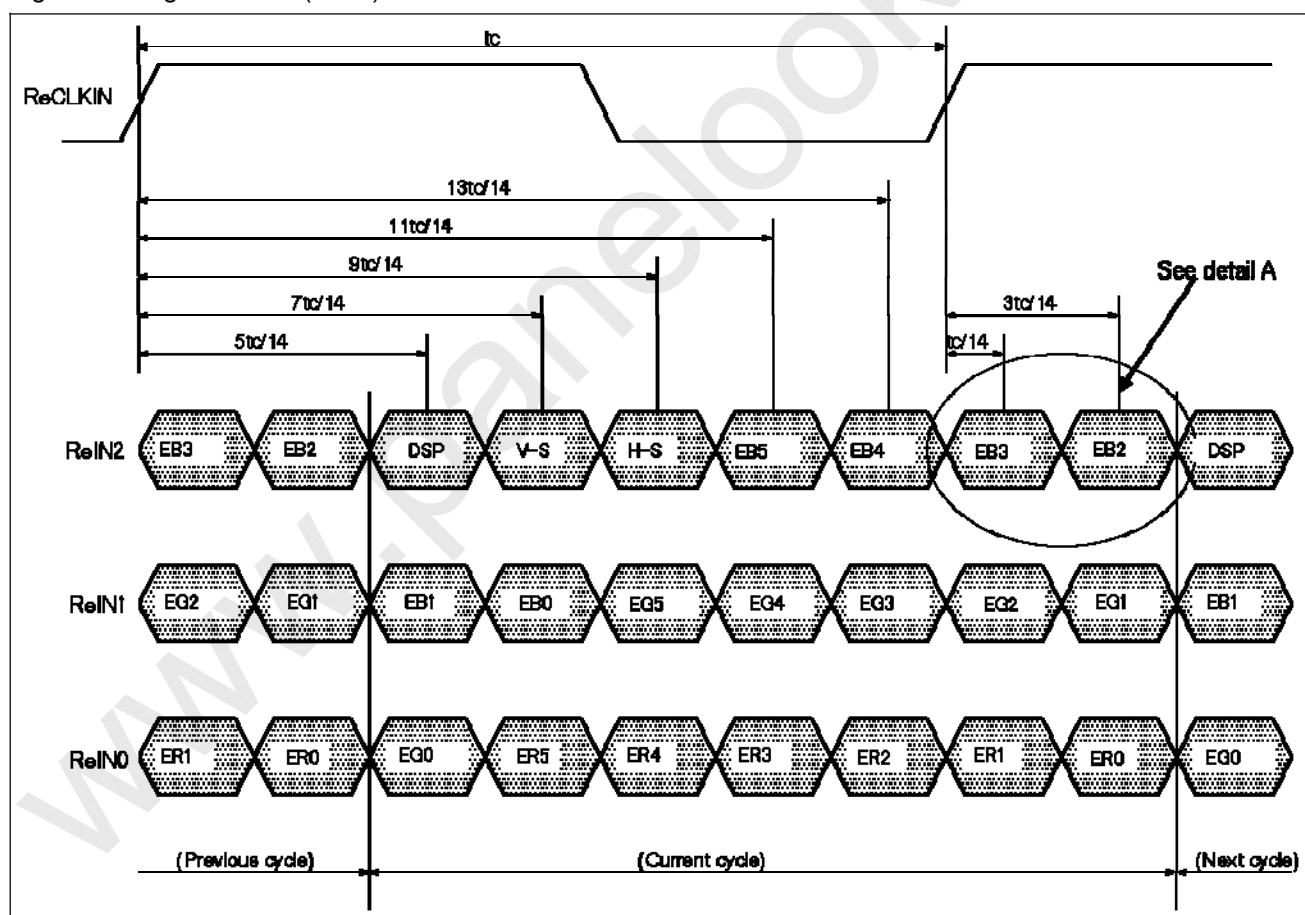 tc
ReCLKIN
13tc/14
11tc/14
9tc/14
7tc/14
5tc/14
See detail A
3tc/14
tc/14
ReIN2 EB3 EB2 DSP V-S H-S EB5 EB4 EB3 EB2 DSP
ReIN1 EG2 EG1 EB1 EB0 EG5 EG4 EG3 EG2 EG1 EB1
ReIN0 ER1 ER0 EG0 ER5 ER4 ER3 ER2 ER1 ER0 EG0
(Previous cycle) (Current cycle) (Next cycle)
www.panelook